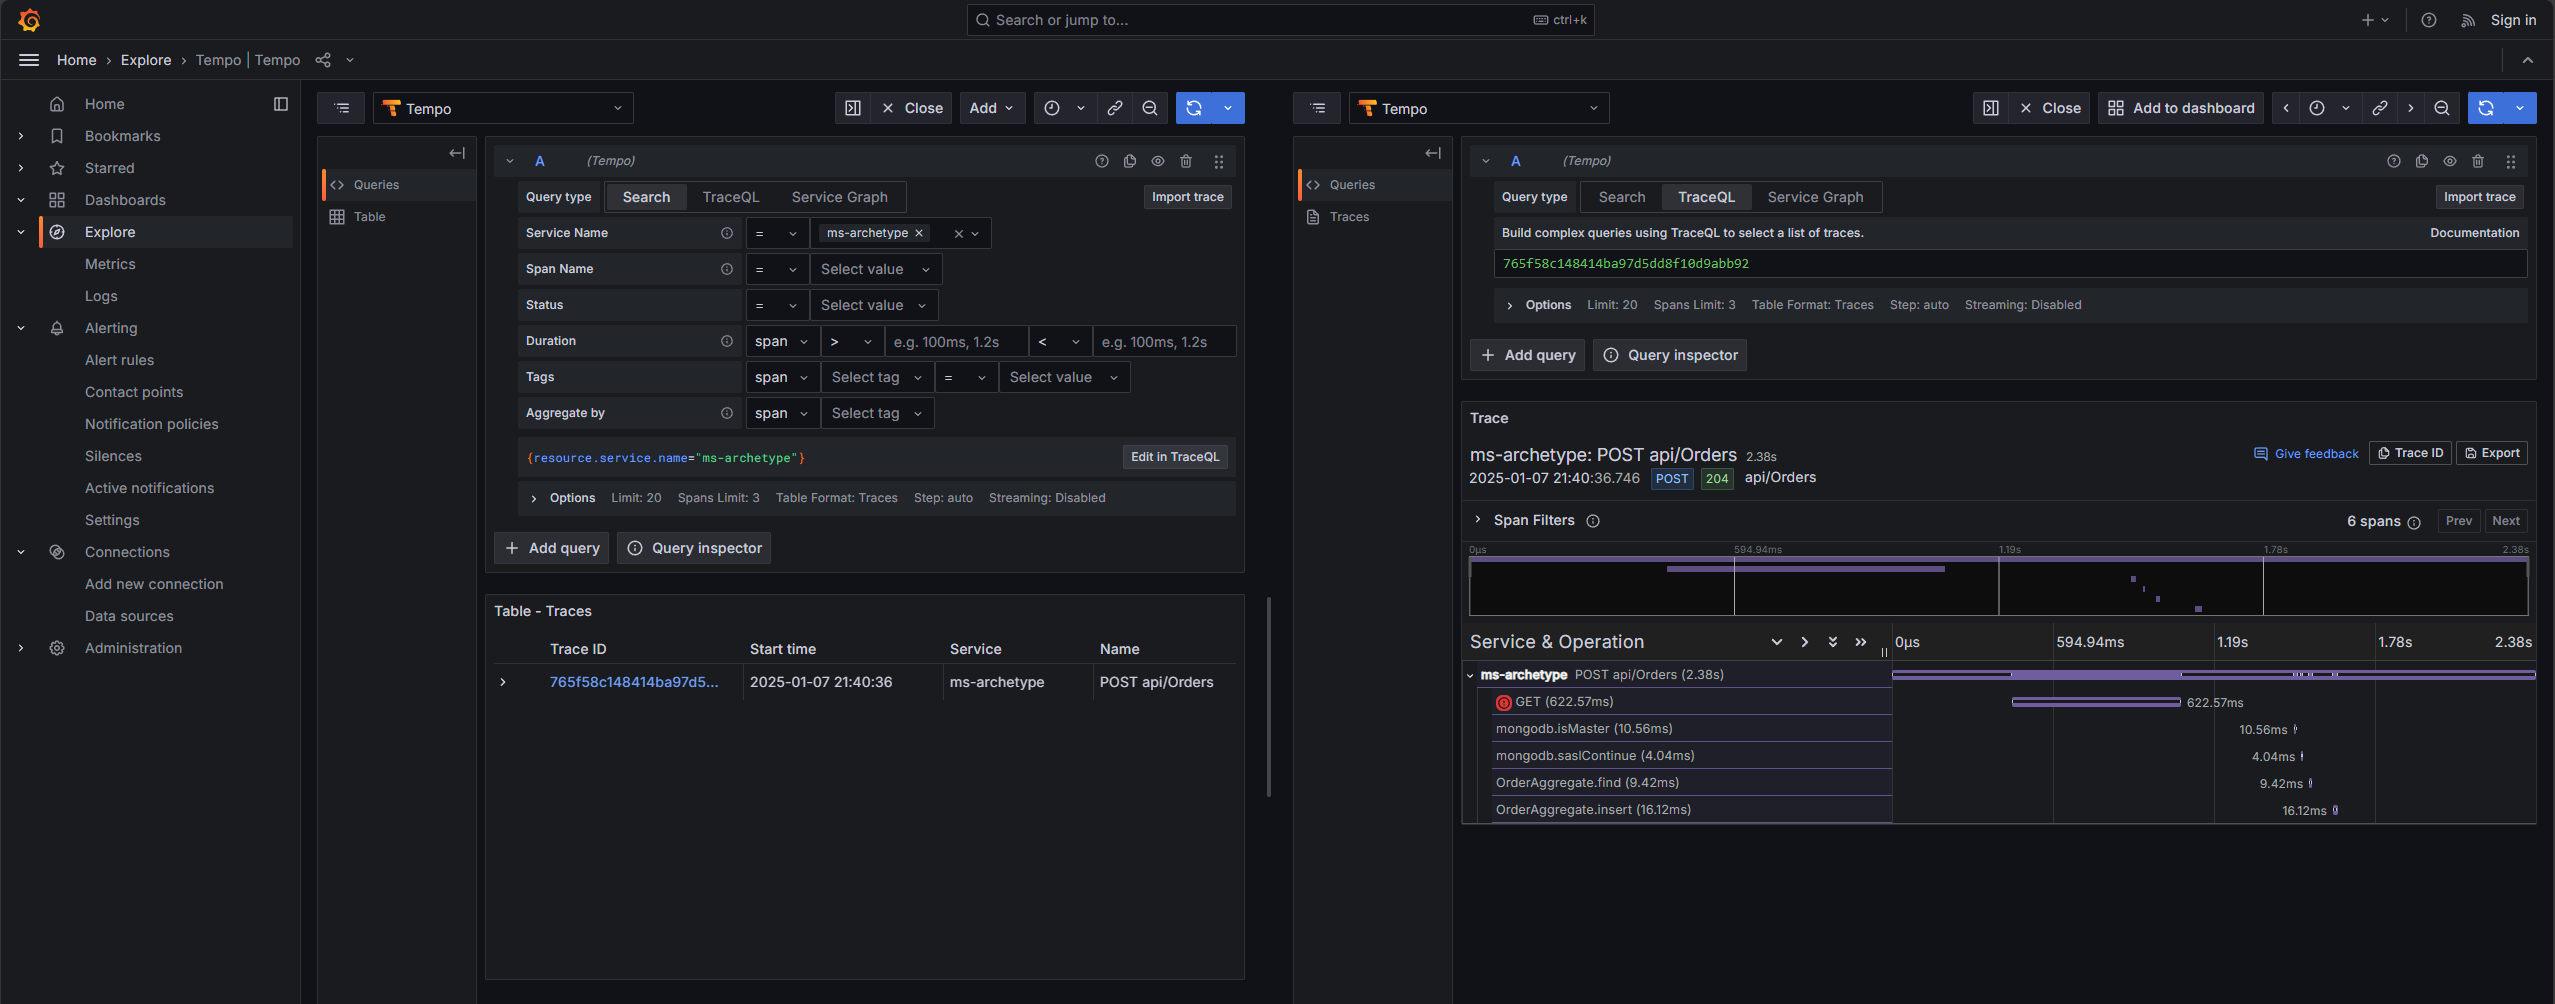 Search or jump to...
ctrl+k
Sign in
Home › Explore › Tempo | Tempo
Home
Bookmarks
Starred
Dashboards
Explore
Metrics
Logs
Alerting
Alert rules
Contact points
Notification policies
Silences
Active notifications
Settings
Connections
Add new connection
Data sources
Administration
Tempo
Close
Add
Queries
Table
A (Tempo)
Query type Search TraceQL Service Graph Import trace
Service Name = ms-archetype
Span Name = Select value
Status = Select value
Duration span > e.g. 100ms, 1.2s < e.g. 100ms, 1.2s
Tags span Select tag = Select value
Aggregate by span Select tag
{resource.service.name="ms-archetype"} Edit in TraceQL
Options Limit: 20 Spans Limit: 3 Table Format: Traces Step: auto Streaming: Disabled
+ Add query Query inspector
Table - Traces
Trace ID Start time Service Name
765f58c148414ba97d5... 2025-01-07 21:40:36 ms-archetype POST api/Orders
Tempo
Close
Add to dashboard
Queries
Traces
A (Tempo)
Query type Search TraceQL Service Graph Import trace
Build complex queries using TraceQL to select a list of traces. Documentation
765f58c148414ba97d5dd8f10d9abb92
Options Limit: 20 Spans Limit: 3 Table Format: Traces Step: auto Streaming: Disabled
+ Add query Query inspector
Trace
ms-archetype: POST api/Orders 2.38s Give feedback Trace ID Export
2025-01-07 21:40:36.746 POST 204 api/Orders
Span Filters 6 spans Prev Next
0µs 594.94ms 1.19s 1.78s 2.38s
Service & Operation 0µs 594.94ms 1.19s 1.78s 2.38s
ms-archetype POST api/Orders (2.38s)
GET (622.57ms) 622.57ms
mongodb.isMaster (10.56ms) 10.56ms
mongodb.saslContinue (4.04ms) 4.04ms
OrderAggregate.find (9.42ms) 9.42ms
OrderAggregate.insert (16.12ms) 16.12ms